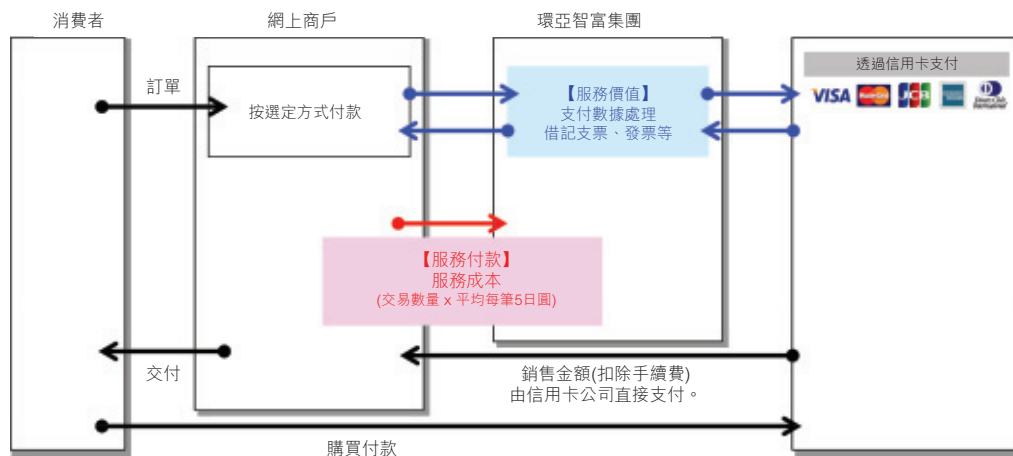 消費者
網上商戶
環亞智富集團
透過信用卡支付
訂單
按選定方式付款
【服務價值】
支付數據處理
借記支票、發票等
VISA
MasterCard
JCB
【服務付款】
服務成本
(交易數量 x 平均每筆5日圓)
交付
銷售金額(扣除手續費)
由信用卡公司直接支付。
購買付款